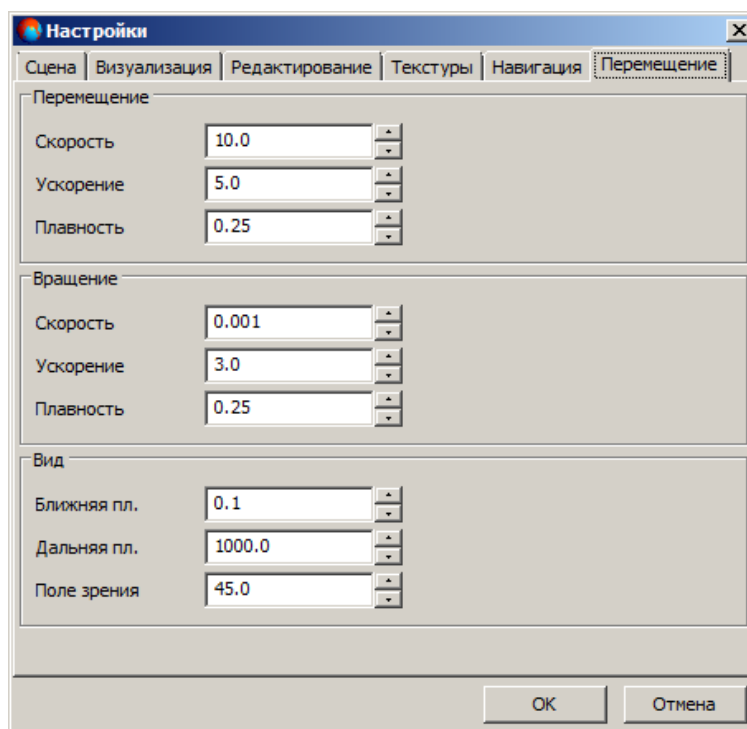 Настройки
Сцена Визуализация Редактирование Текстуры Навигация Перемещение
Перемещение
Скорость 10.0
Ускорение 5.0
Плавность 0.25
Вращение
Скорость 0.001
Ускорение 3.0
Плавность 0.25
Вид
Ближняя пл. 0.1
Дальняя пл. 1000.0
Поле зрения 45.0
OK Отмена